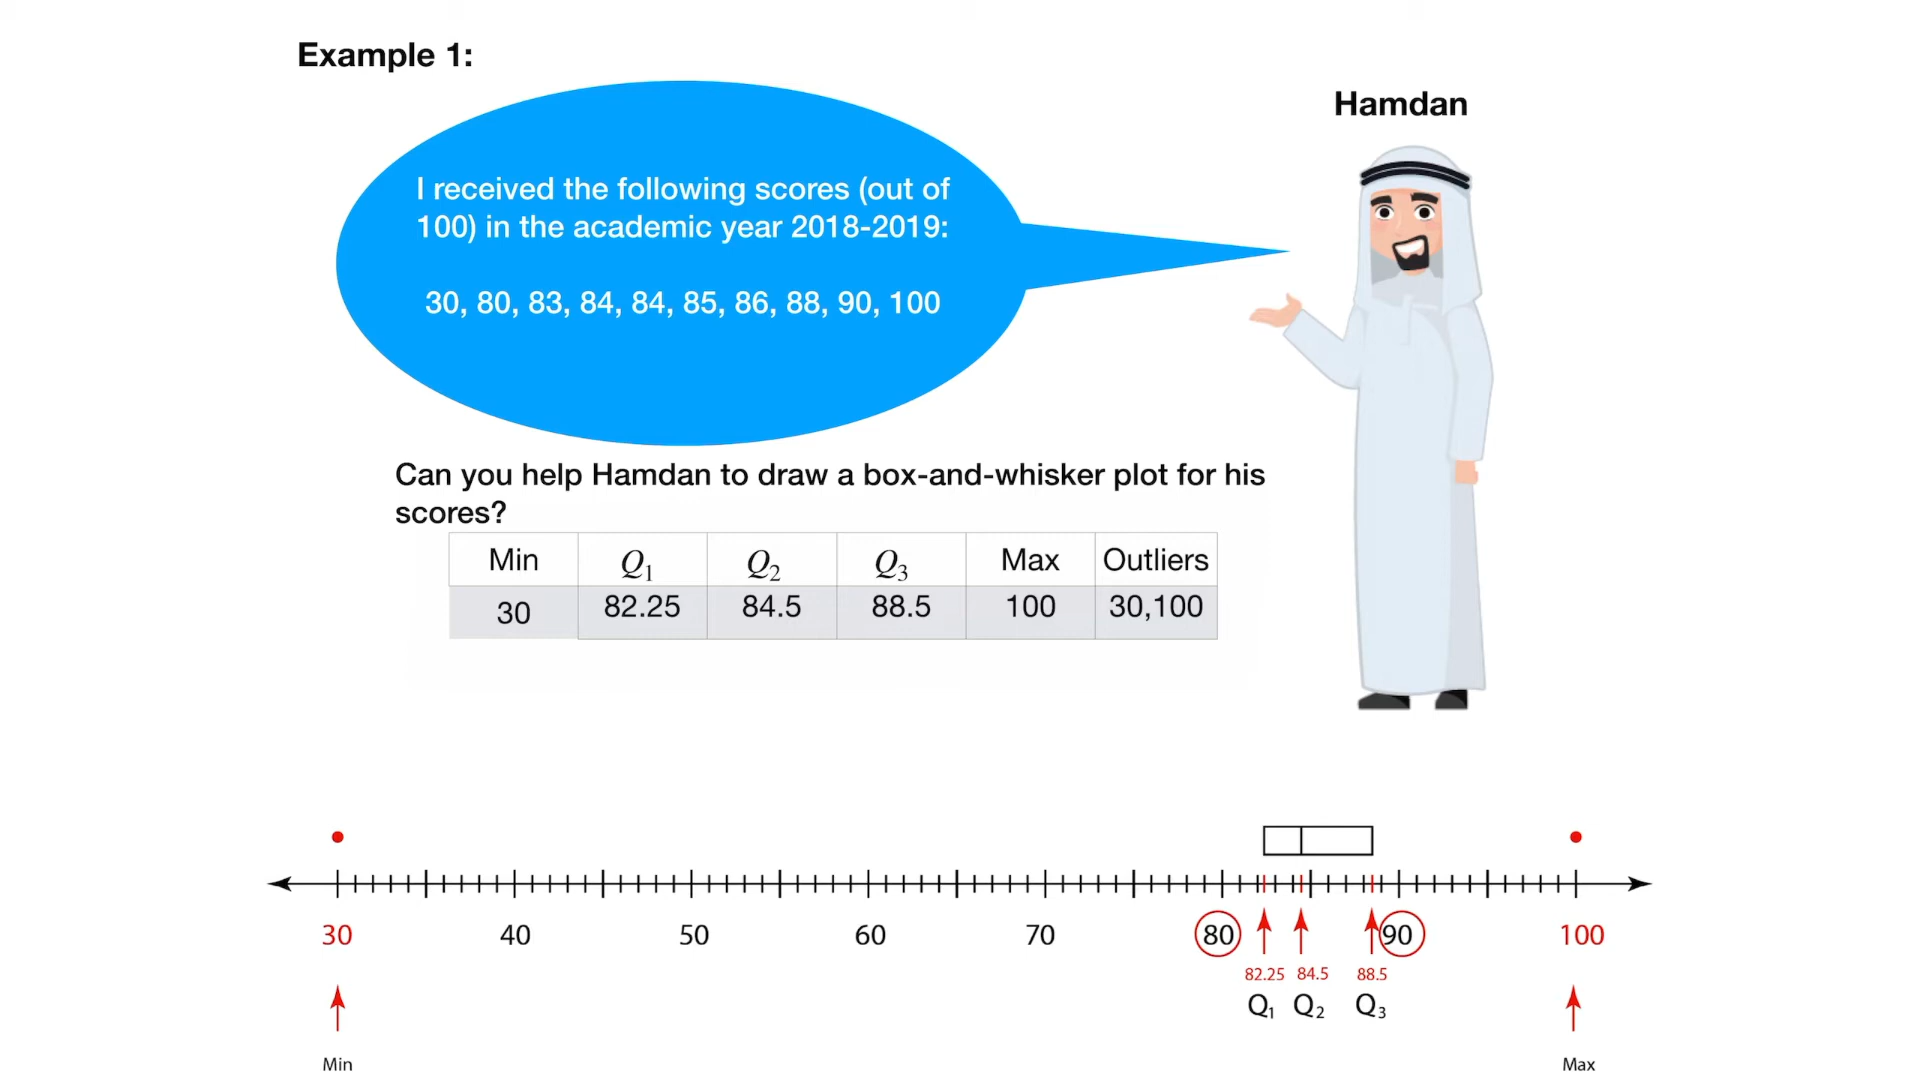 Example 1:
Hamdan
I received the following scores (out of
100) in the academic year 2018-2019:
30, 80, 83, 84, 84, 85, 86, 88, 90, 100
Can you help Hamdan to draw a box-and-whisker plot for his
scores?
Min Q1 Q2 Q3 Max Outliers
30 82.25 84.5 88.5 100 30,100
30 40 50 60 70 80 90 100
82.25 84.5 88.5
Q1 Q2 Q3
Min Max